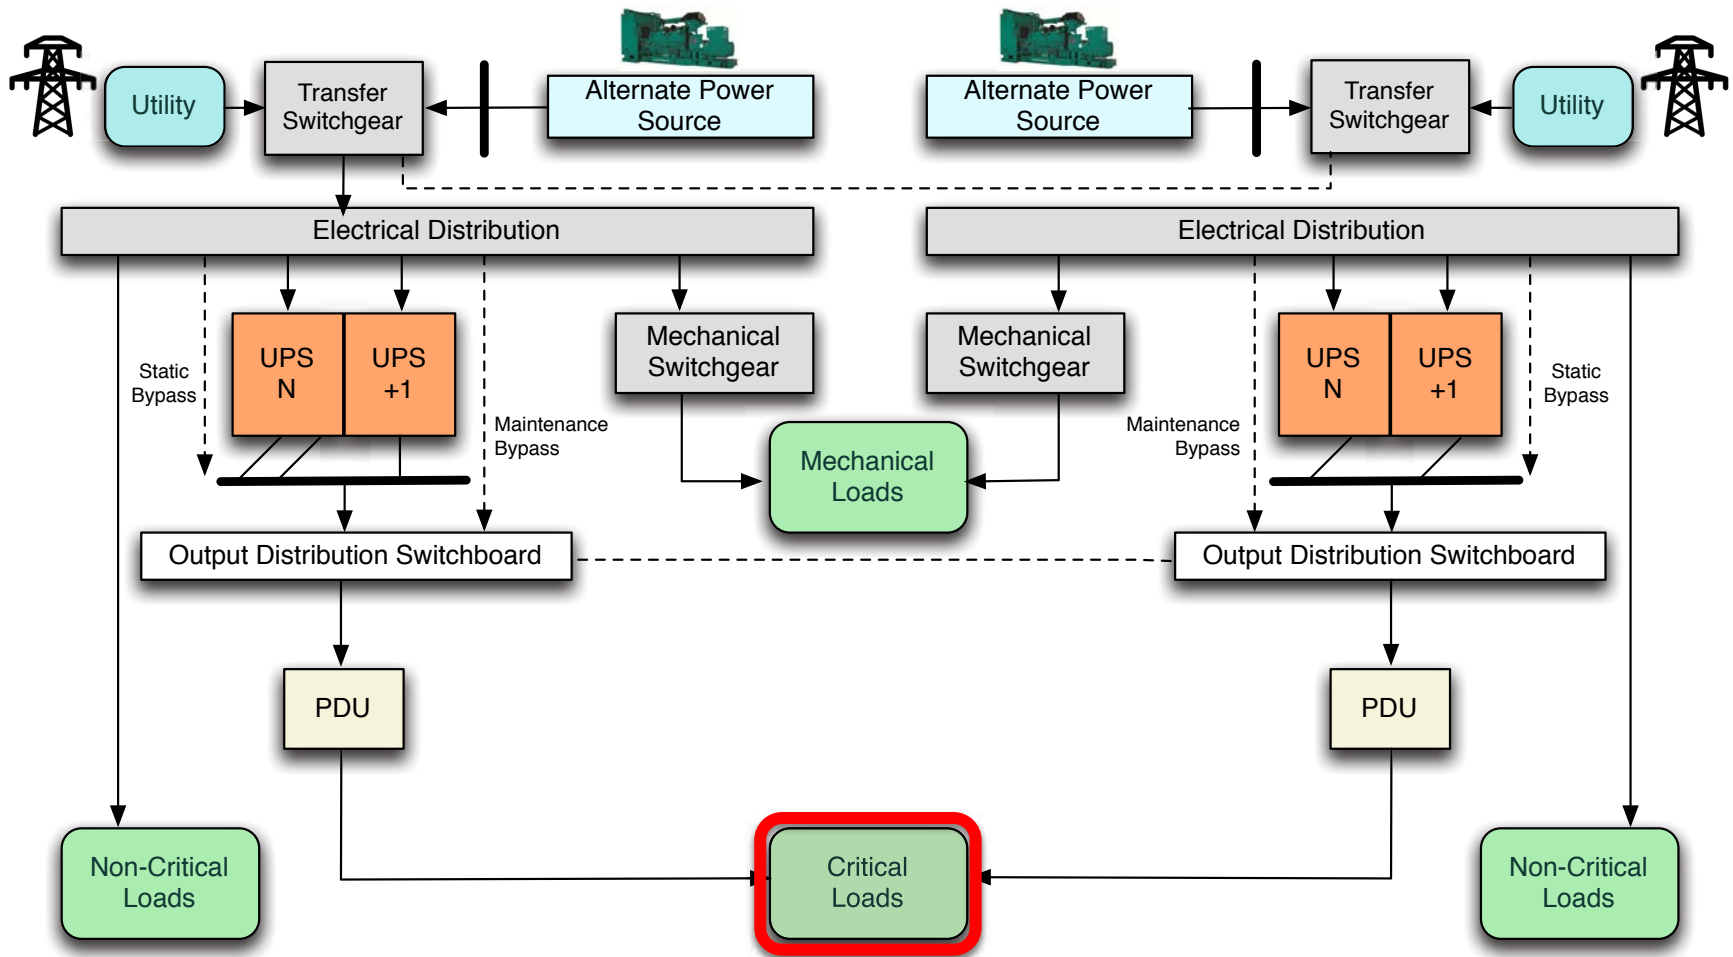 Utility
Transfer
Switchgear
Alternate Power
Source
Alternate Power
Source
Transfer
Switchgear
Utility
Electrical Distribution
Electrical Distribution
UPS
N
UPS
+1
Mechanical
Switchgear
Mechanical
Switchgear
UPS
N
UPS
+1
Static
Bypass
Static
Bypass
Maintenance
Bypass
Maintenance
Bypass
Mechanical
Loads
Output Distribution Switchboard
Output Distribution Switchboard
PDU
PDU
Non-Critical
Loads
Critical
Loads
Non-Critical
Loads